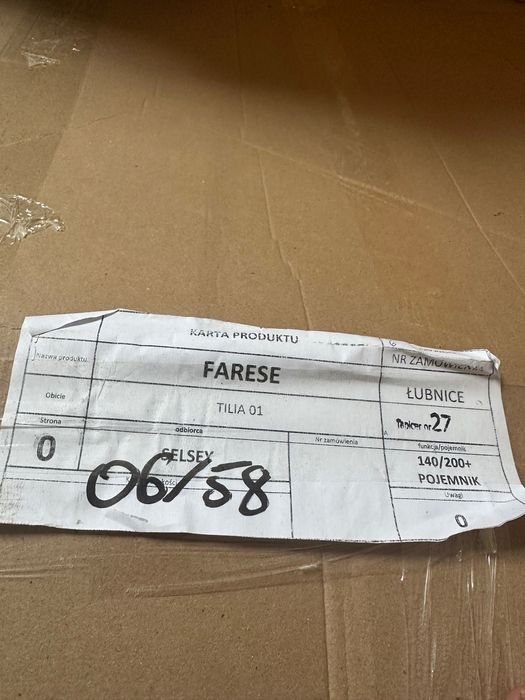 KARTA PRODUKTU
6
NR ZAMÓWIENIA
Nazwa produktu
FARESE
ŁUBNICE
Obicie
TILIA 01
Tapicer nr 27
Strona
odbiorca
Nr zamówienia
funkcja/pojemnik
0
SELSEY
140/200+
POJEMNIK
06/58
Uwagi
0